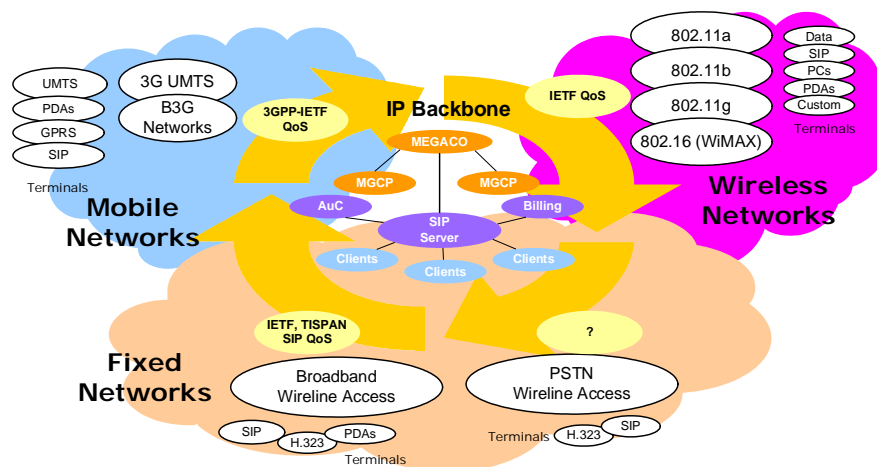 UMTS
PDAs
GPRS
SIP
Terminals
3G UMTS
B3G
Networks
3GPP-IETF
QoS
Mobile
Networks
IP Backbone
MEGACO
MGCP
MGCP
AuC
Billing
SIP
Server
Clients
Clients
Clients
IETF QoS
802.11a
802.11b
802.11g
802.16 (WiMAX)
Data
SIP
PCs
PDAs
Custom
Terminals
Wireless
Networks
IETF, TISPAN
SIP QoS
?
Fixed
Networks
Broadband
Wireline Access
PSTN
Wireline Access
SIP
H.323
PDAs
Terminals
Terminals
H.323
SIP